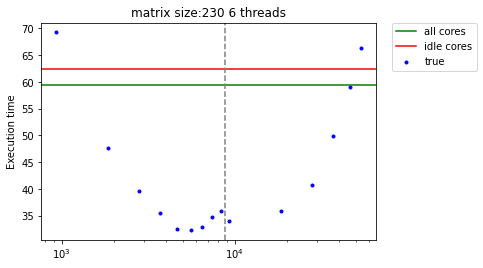 matrix size:230 6 threads
all cores
idle cores
true
Execution time
70
65
60
55
50
45
40
35
10³
10⁴